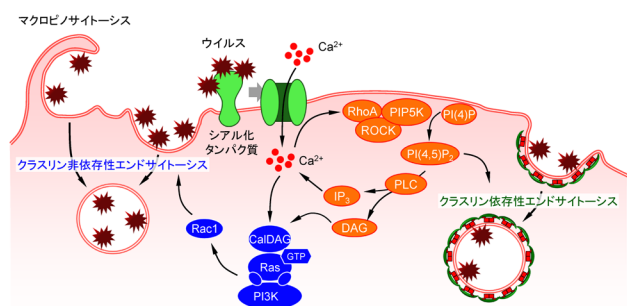 マクロピノサイトーシス
ウイルス
Ca²⁺
シアル化
タンパク質
RhoA
PIP5K
ROCK
PI(4)P
PI(4,5)P₂
Ca²⁺
クラスリン非依存性エンドサイトーシス
PLC
IP₃
クラスリン依存性エンドサイトーシス
DAG
Rac1
CalDAG
GTP
Ras
PI3K